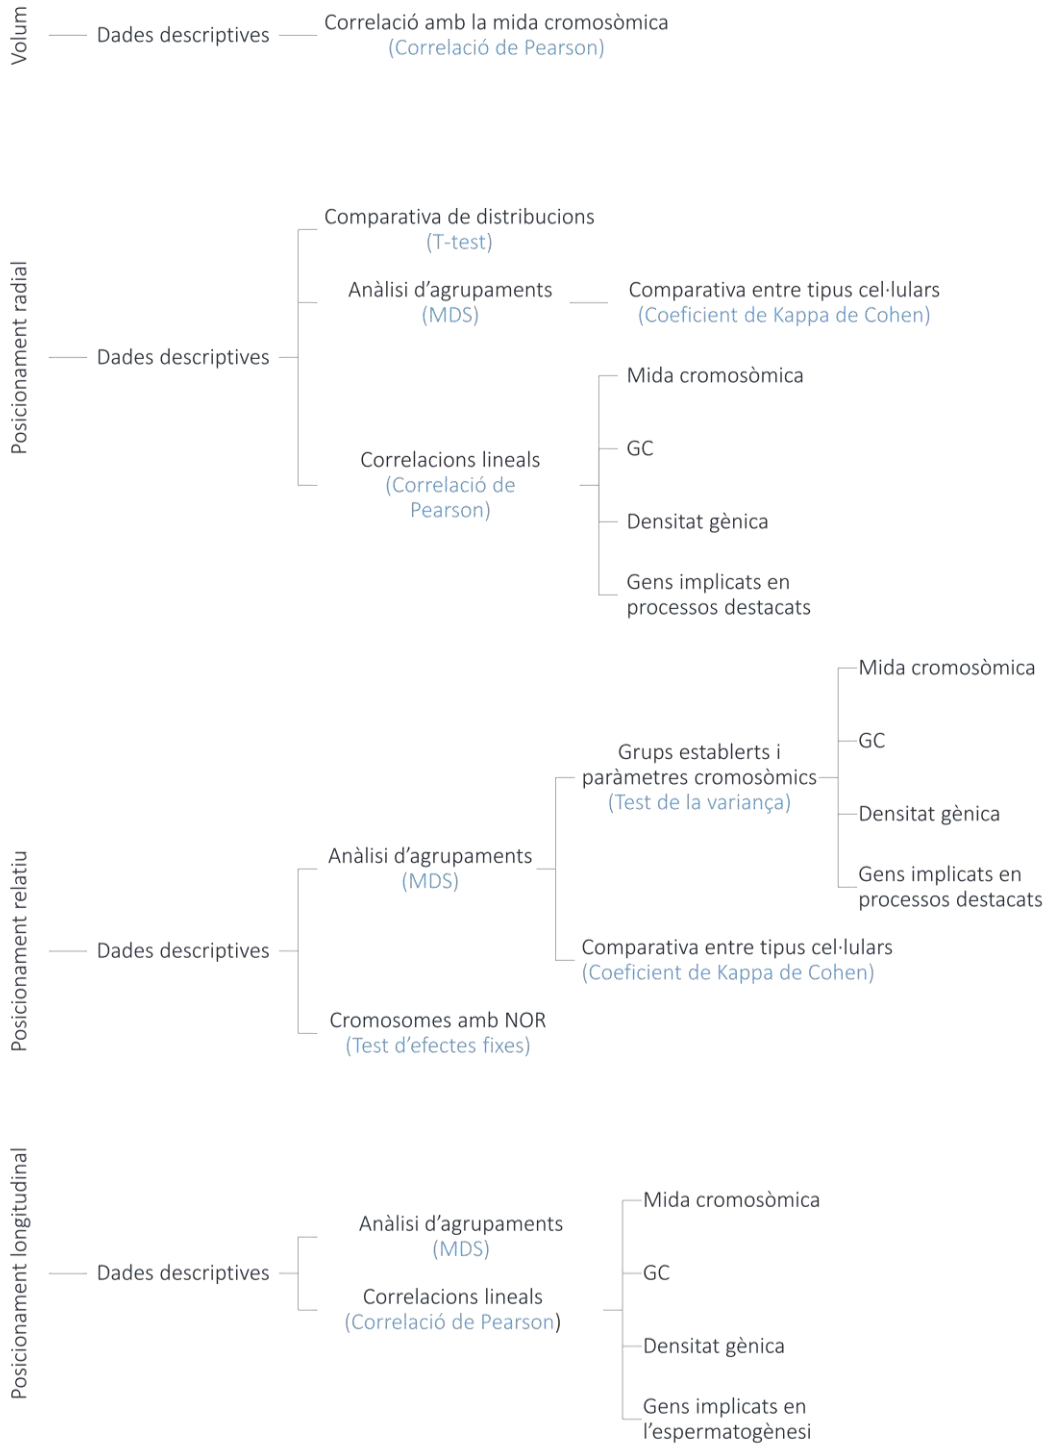 Volum
Dades descriptives
Correlació amb la mida cromosòmica
(Correlació de Pearson)
Posicionament radial
Dades descriptives
Comparativa de distribucions
(T-test)
Anàlisi d’agrupaments
(MDS)
Comparativa entre tipus cel·lulars
(Coeficient de Kappa de Cohen)
Correlacions lineals
(Correlació de
Pearson)
Mida cromosòmica
GC
Densitat gènica
Gens implicats en
processos destacats
Posicionament relatiu
Dades descriptives
Anàlisi d’agrupaments
(MDS)
Grups establerts i
paràmetres cromosòmics
(Test de la variança)
Mida cromosòmica
GC
Densitat gènica
Gens implicats en
processos destacats
Comparativa entre tipus cel·lulars
(Coeficient de Kappa de Cohen)
Cromosomes amb NOR
(Test d’efectes fixes)
Posicionament longitudinal
Dades descriptives
Anàlisi d’agrupaments
(MDS)
Correlacions lineals
(Correlació de Pearson)
Mida cromosòmica
GC
Densitat gènica
Gens implicats en
l’espermatogènesi